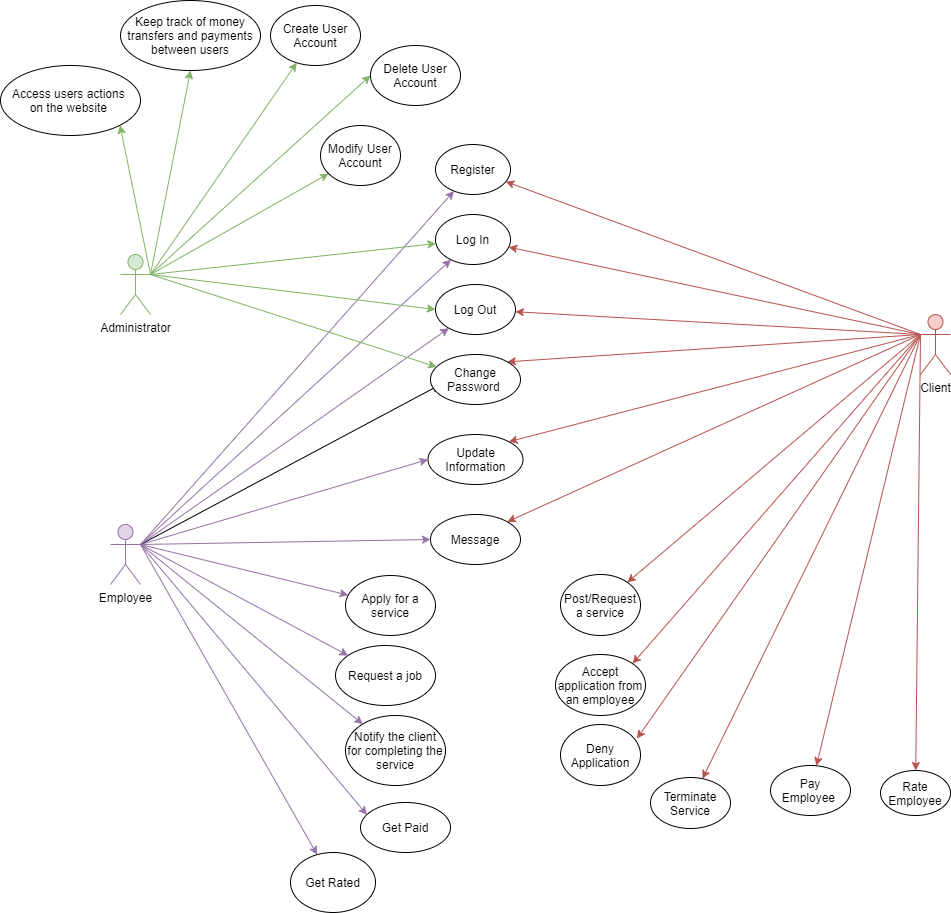 Keep track of money
transfers and payments
between users
Create User
Account
Delete User
Account
Access users actions
on the website
Modify User
Account
Register
Log In
Administrator
Log Out
Client
Change
Password
Update
Information
Message
Employee
Apply for a
service
Post/Request
a service
Request a job
Accept
application from
an employee
Notify the client
for completing the
service
Deny
Application
Terminate
Service
Pay
Employee
Rate
Employee
Get Paid
Get Rated